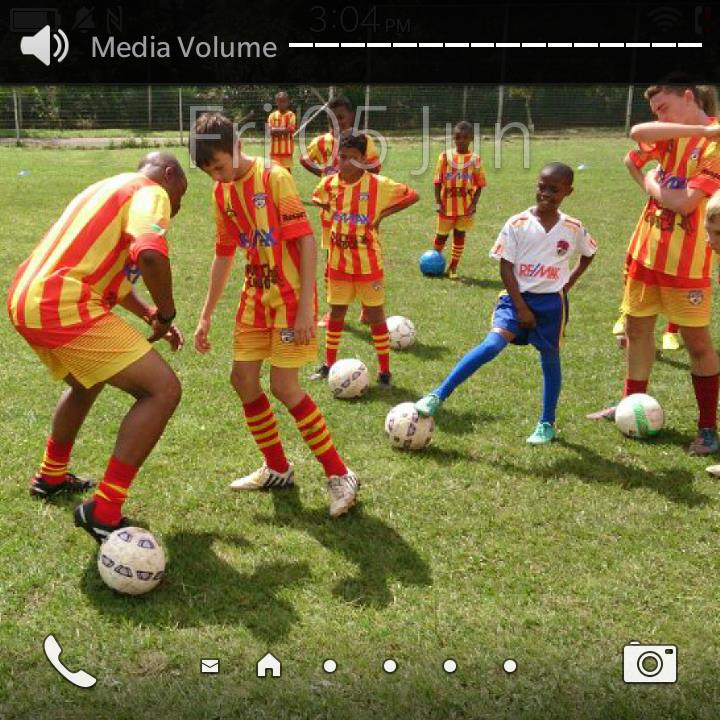 3:04 PM
Media Volume
Fri 05 Jun
RE/MAX
RE/MAX
RE/MAX